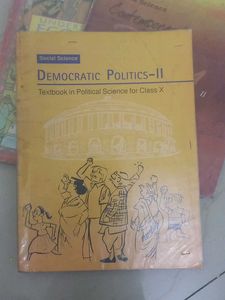 Social Science
DEMOCRATIC POLITICS–II
Textbook in Political Science for Class X